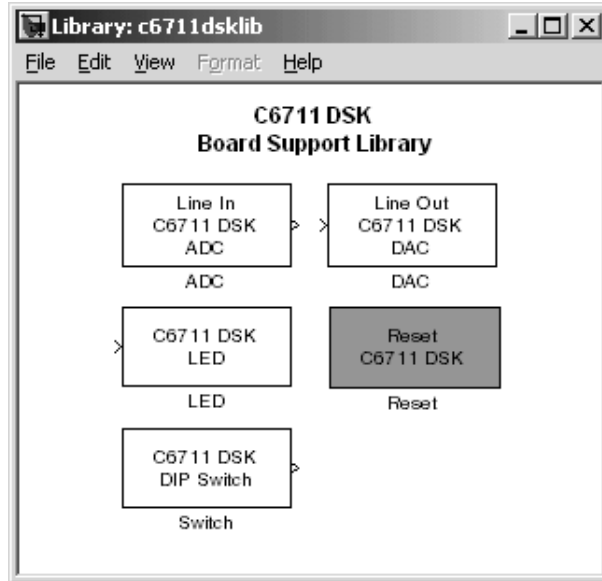 Library: c6711dsklib
File Edit View Format Help
C6711 DSK
Board Support Library
Line In
C6711 DSK
ADC
ADC
Line Out
C6711 DSK
DAC
DAC
C6711 DSK
LED
LED
Reset
C6711 DSK
Reset
C6711 DSK
DIP Switch
Switch